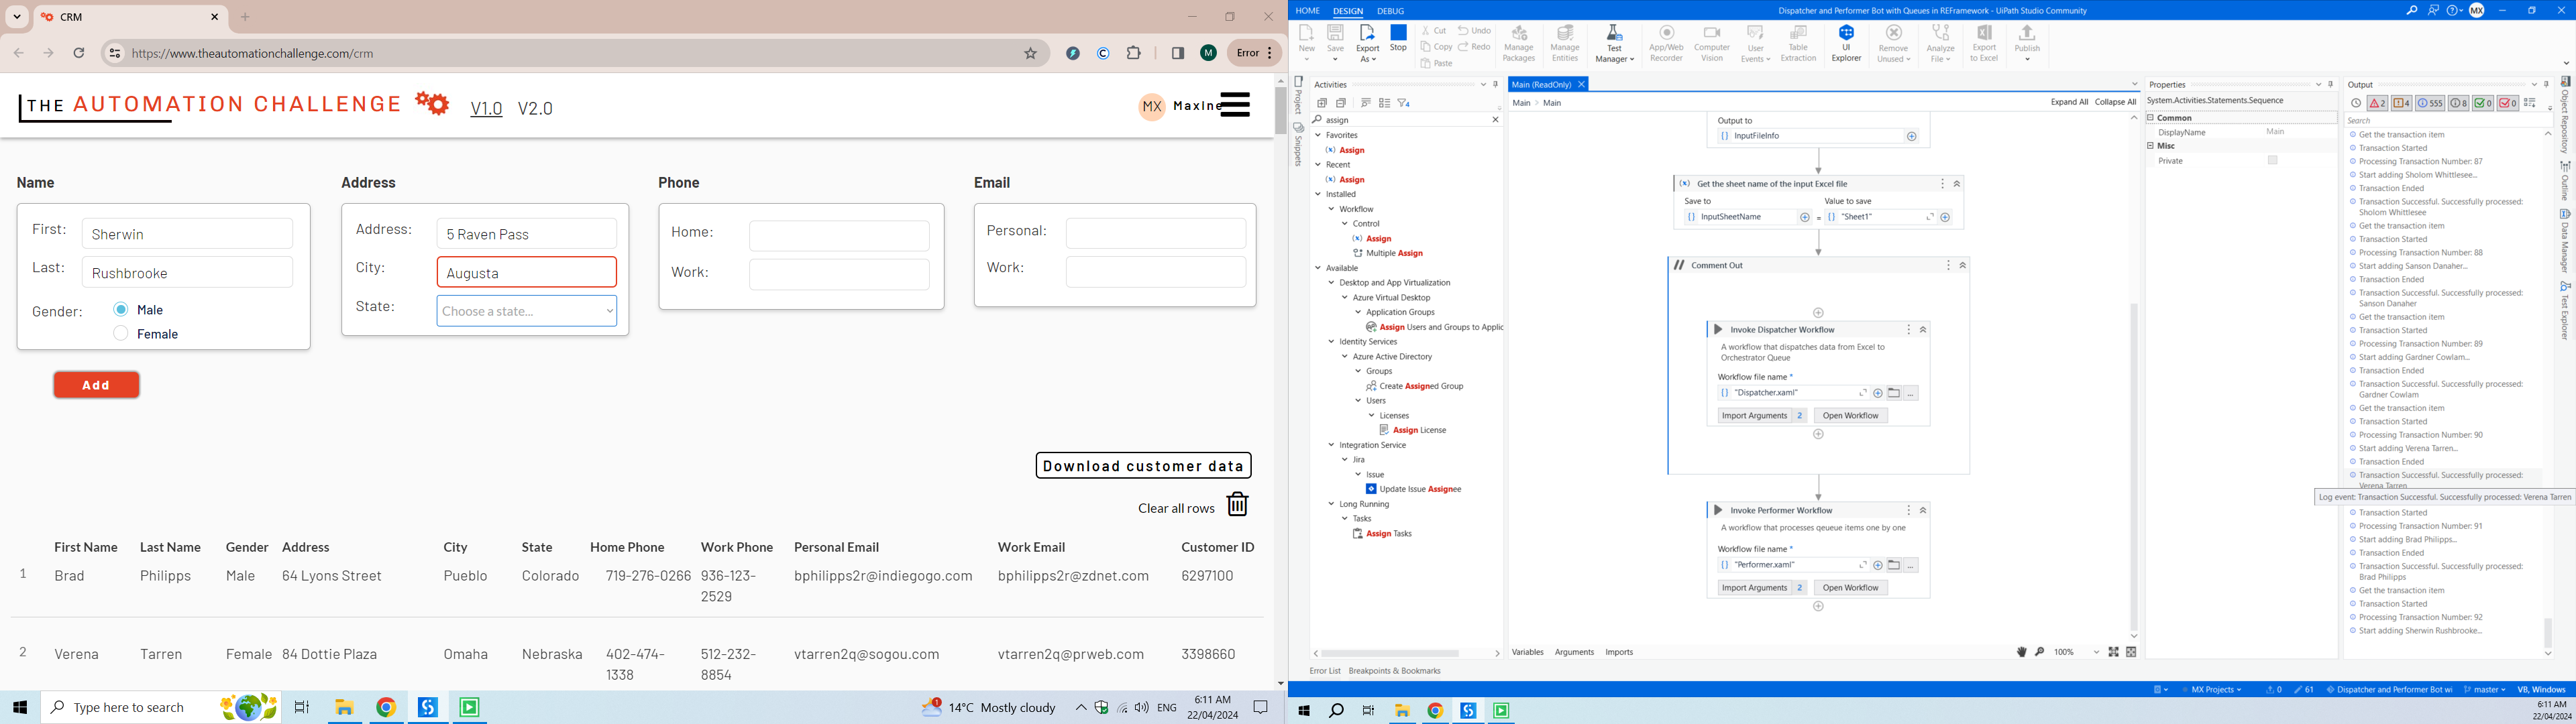 CRM
https://www.theautomationchallenge.com/crm
M
Error
THE AUTOMATION CHALLENGE
V1.0 V2.0
MX MaxIne
Name
First: Sherwin
Last: Rushbrooke
Gender: Male
Female
Address
Address: 5 Raven Pass
City: Augusta
State: Choose a state...
Phone
Home:
Work:
Email
Personal:
Work:
Add
Download customer data
Clear all rows
First Name Last Name Gender Address City State Home Phone Work Phone Personal Email Work Email Customer ID
1 Brad Philipps Male 64 Lyons Street Pueblo Colorado 719-276-0266 936-123-2529 bphilipps2r@indiegogo.com bphilipps2r@zdnet.com 6297100
2 Verena Tarren Female 84 Dottie Plaza Omaha Nebraska 402-474-1338 512-232-8854 vtarren2q@sogou.com vtarren2q@prweb.com 3398660
Type here to search
14°C Mostly cloudy
ENG
6:11 AM
22/04/2024
HOME DESIGN DEBUG
Dispatcher and Performer Bot with Queues in REFramework - UiPath Studio Community
MX
New
Save
Export As
Stop
Cut
Copy
Paste
Undo
Redo
Manage Packages
Manage Entities
Test Manager
App/Web Recorder
Computer Vision
User Events
Table Extraction
UI Explorer
Remove Unused
Analyze File
Export to Excel
Publish
Project
Snippets
Activities
assign
Favorites
Assign
Recent
Assign
Installed
Workflow
Control
Assign
Multiple Assign
Available
Desktop and App Virtualization
Azure Virtual Desktop
Application Groups
Assign Users and Groups to Applic
Identity Services
Azure Active Directory
Groups
Create Assigned Group
Users
Licenses
Assign License
Integration Service
Jira
Issue
Update Issue Assignee
Long Running
Tasks
Assign Tasks
Main (ReadOnly)
Main > Main
Expand All Collapse All
Output to
InputFileInfo
Get the sheet name of the input Excel file
Save to Value to save
InputSheetName = "Sheet1"
Comment Out
Invoke Dispatcher Workflow
A workflow that dispatches data from Excel to
Orchestrator Queue
Workflow file name *
"Dispatcher.xaml"
Import Arguments 2 Open Workflow
Invoke Performer Workflow
A workflow that processes qeueue items one by one
Workflow file name *
"Performer.xaml"
Import Arguments 2 Open Workflow
Variables Arguments Imports
100%
Properties
System.Activities.Statements.Sequence
Common
DisplayName Main
Misc
Private
Output
2 4 555 8 0 0
Search
Get the transaction item
Transaction Started
Processing Transaction Number: 87
Start adding Sholom Whittlesee...
Transaction Ended
Transaction Successful. Successfully processed:
Sholom Whittlesee
Get the transaction item
Transaction Started
Processing Transaction Number: 88
Start adding Sanson Danaher...
Transaction Ended
Transaction Successful. Successfully processed:
Sanson Danaher
Get the transaction item
Transaction Started
Processing Transaction Number: 89
Start adding Gardner Cowlam...
Transaction Ended
Transaction Successful. Successfully processed:
Gardner Cowlam
Get the transaction item
Transaction Started
Processing Transaction Number: 90
Start adding Verena Tarren...
Transaction Ended
Transaction Successful. Successfully processed:
Verena Tarren
Log event: Transaction Successful. Successfully processed: Verena Tarren
Transaction Started
Processing Transaction Number: 91
Start adding Brad Philipps...
Transaction Ended
Transaction Successful. Successfully processed:
Brad Philipps
Get the transaction item
Transaction Started
Processing Transaction Number: 92
Start adding Sherwin Rushbrooke...
Object Repository
Outline
Data Manager
Test Explorer
Error List Breakpoints & Bookmarks
MX Projects
0
61
Dispatcher and Performer Bot wi
master
VB, Windows
6:11 AM
22/04/2024